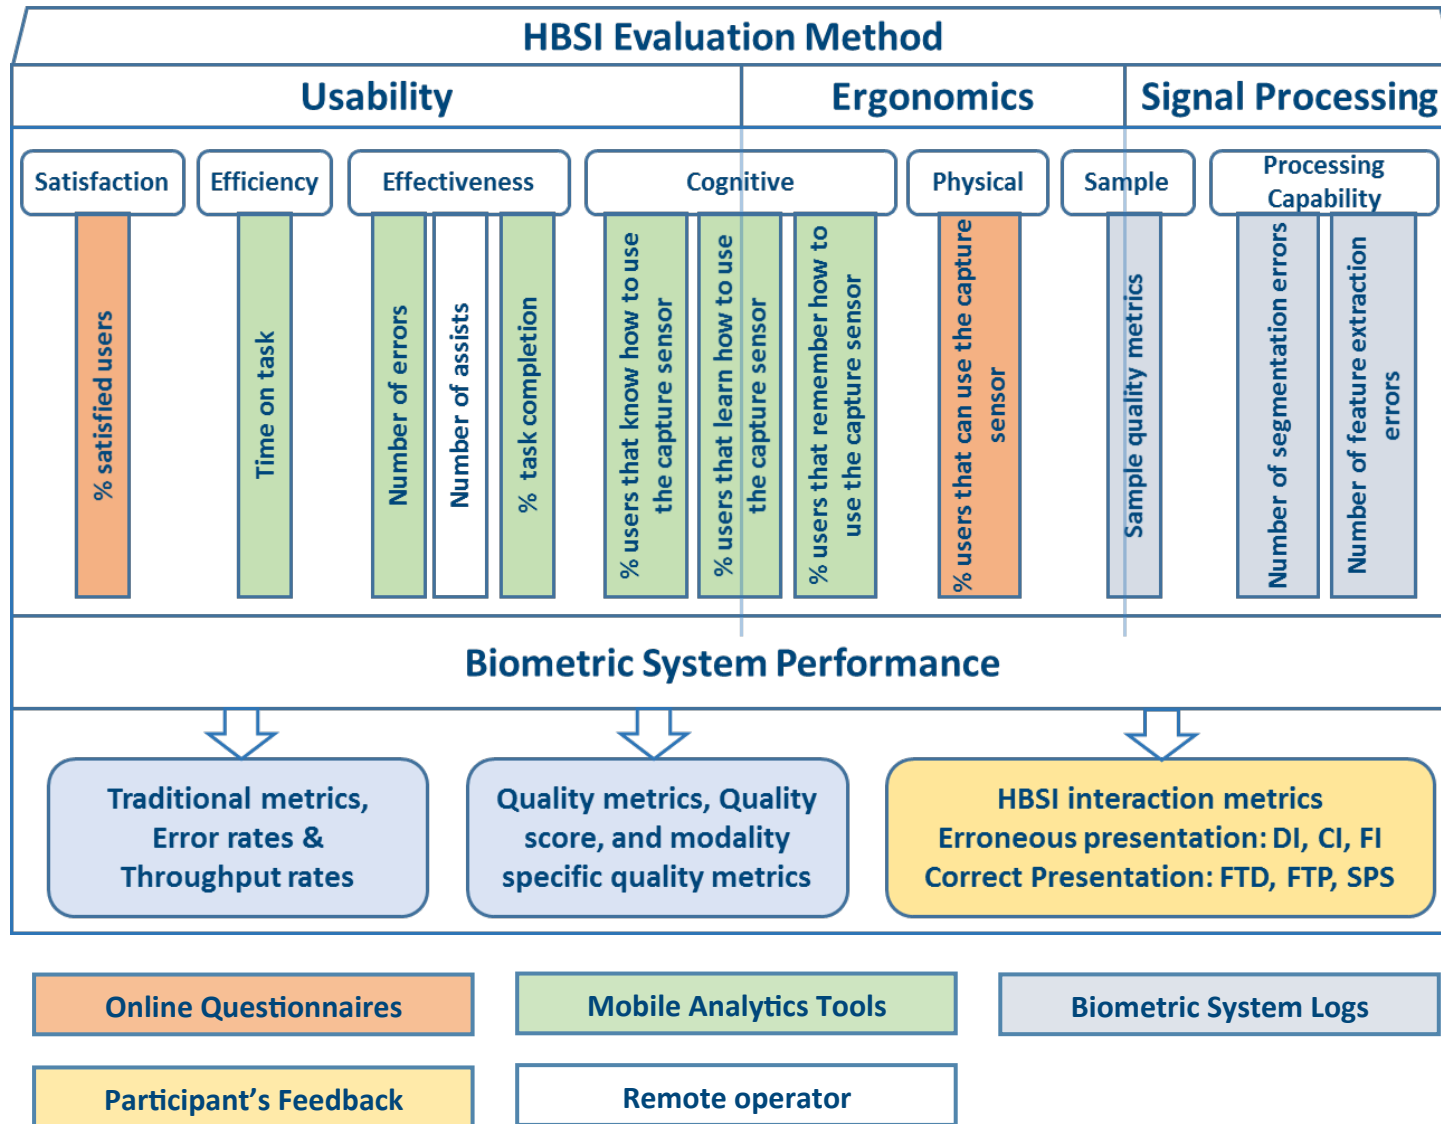 HBSI Evaluation Method
Usability
Ergonomics
Signal Processing
Satisfaction
Efficiency
Effectiveness
Cognitive
Physical
Sample
Processing
Capability
% satisfied users
Time on task
Number of errors
Number of assists
% task completion
% users that know how to use
the capture sensor
% users that learn how to use
the capture sensor
% users that remember how to
use the capture sensor
% users that can use the capture
sensor
Sample quality metrics
Number of segmentation errors
Number of feature extraction
errors
Biometric System Performance
Traditional metrics,
Error rates &
Throughput rates
Quality metrics, Quality
score, and modality
specific quality metrics
HBSI interaction metrics
Erroneous presentation: DI, CI, FI
Correct Presentation: FTD, FTP, SPS
Online Questionnaires
Mobile Analytics Tools
Biometric System Logs
Participant’s Feedback
Remote operator